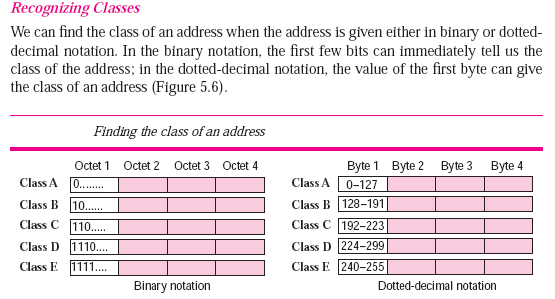 Recognizing Classes
We can find the class of an address when the address is given either in binary or dotted-
decimal notation. In the binary notation, the first few bits can immediately tell us the
class of the address; in the dotted-decimal notation, the value of the first byte can give
the class of an address (Figure 5.6).
Finding the class of an address
Octet 1 Octet 2 Octet 3 Octet 4
Class A 0........
Class B 10......
Class C 110.....
Class D 1110....
Class E 1111....
Binary notation
Byte 1 Byte 2 Byte 3 Byte 4
Class A 0–127
Class B 128–191
Class C 192–223
Class D 224–299
Class E 240–255
Dotted-decimal notation